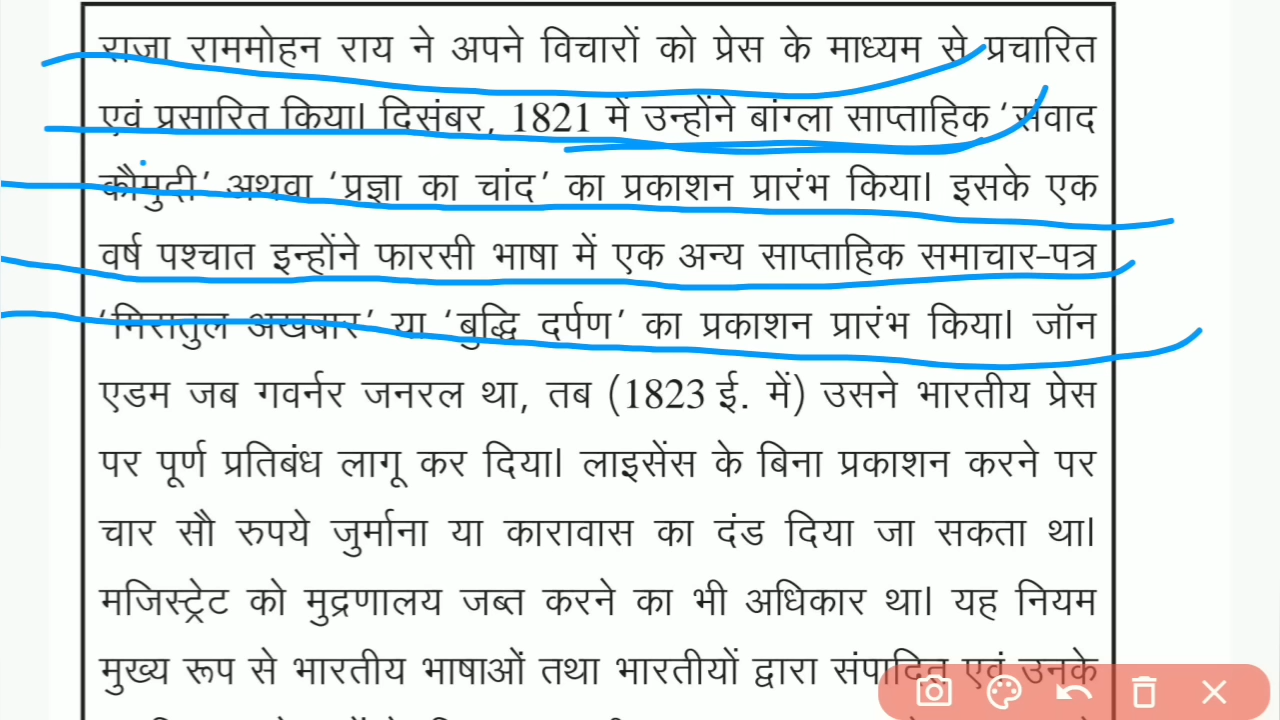 राजा राममोहन राय ने अपने विचारों को प्रेस के माध्यम से प्रचारित
एवं प्रसारित किया। दिसंबर, 1821 में उन्होंने बांग्ला साप्ताहिक ‘संवाद
कौमुदी’ अथवा ‘प्रज्ञा का चांद’ का प्रकाशन प्रारंभ किया। इसके एक
वर्ष पश्चात इन्होंने फारसी भाषा में एक अन्य साप्ताहिक समाचार-पत्र
‘मिरातुल अखबार’ या ‘बुद्धि दर्पण’ का प्रकाशन प्रारंभ किया। जॉन
एडम जब गवर्नर जनरल था, तब (1823 ई. में) उसने भारतीय प्रेस
पर पूर्ण प्रतिबंध लागू कर दिया। लाइसेंस के बिना प्रकाशन करने पर
चार सौ रुपये जुर्माना या कारावास का दंड दिया जा सकता था।
मजिस्ट्रेट को मुद्रणालय जब्त करने का भी अधिकार था। यह नियम
मुख्य रूप से भारतीय भाषाओं तथा भारतीयों द्वारा संपादित एवं उनके